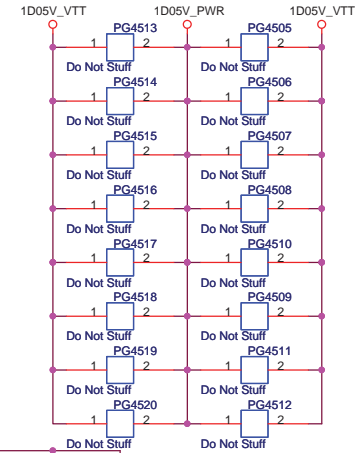 1D05V_VTT 1D05V_PWR 1D05V_VTT
PG4513 PG4505
1 2 1 2
Do Not Stuff Do Not Stuff
PG4514 PG4506
1 2 1 2
Do Not Stuff Do Not Stuff
PG4515 PG4507
1 2 1 2
Do Not Stuff Do Not Stuff
PG4516 PG4508
1 2 1 2
Do Not Stuff Do Not Stuff
PG4517 PG4510
1 2 1 2
Do Not Stuff Do Not Stuff
PG4518 PG4509
1 2 1 2
Do Not Stuff Do Not Stuff
PG4519 PG4511
1 2 1 2
Do Not Stuff Do Not Stuff
PG4520 PG4512
1 2 1 2
Do Not Stuff Do Not Stuff